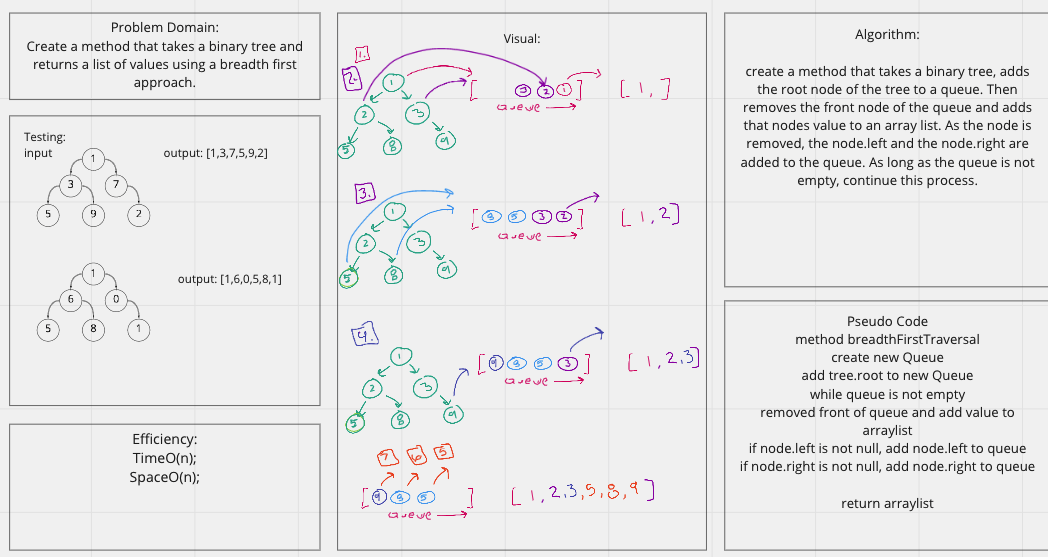 Problem Domain:
Create a method that takes a binary tree and
returns a list of values using a breadth first
approach.
Testing:
input
output: [1,3,7,5,9,2]
1
3
7
5
9
2
output: [1,6,0,5,8,1]
1
6
0
5
8
1
Efficiency:
TimeO(n);
SpaceO(n);
Visual:
1.
2.
1
2
3
5
8
9
[ 3 2 1 ]
queue
[ 1, ]
3.
1
2
3
5
8
9
[ 8 5 3 2 ]
queue
[ 1, 2 ]
4.
1
2
3
5
8
9
[ 9 8 5 3 ]
queue
[ 1, 2, 3 ]
7 6 5
[ 9 8 5 ]
queue
[ 1, 2, 3, 5, 8, 9 ]
Algorithm:
create a method that takes a binary tree, adds
the root node of the tree to a queue. Then
removes the front node of the queue and adds
that nodes value to an array list. As the node is
removed, the node.left and the node.right are
added to the queue. As long as the queue is not
empty, continue this process.
Pseudo Code
method breadthFirstTraversal
create new Queue
add tree.root to new Queue
while queue is not empty
removed front of queue and add value to
arraylist
if node.left is not null, add node.left to queue
if node.right is not null, add node.right to queue
return arraylist